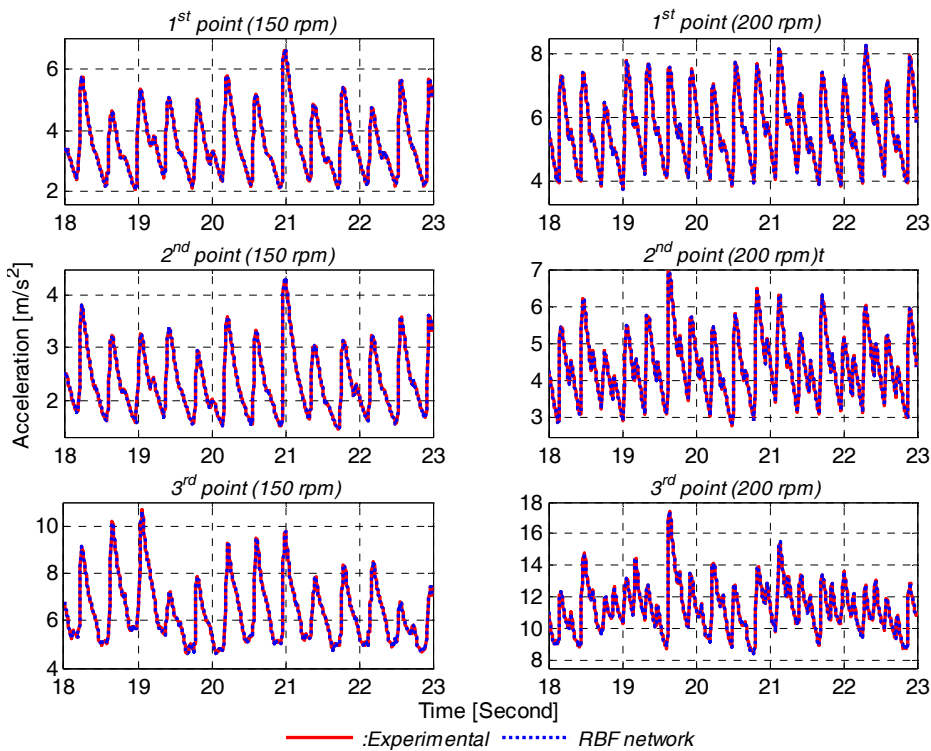 1st point (150 rpm)
6
4
2
18 19 20 21 22 23
1st point (200 rpm)
8
6
4
18 19 20 21 22 23
2nd point (150 rpm)
4
3
2
18 19 20 21 22 23
2nd point (200 rpm)t
7
6
5
4
3
18 19 20 21 22 23
Acceleration [m/s2]
3rd point (150 rpm)
10
8
6
4
18 19 20 21 22 23
3rd point (200 rpm)
18
16
14
12
10
8
18 19 20 21 22 23
Time [Second]
:Experimental RBF network